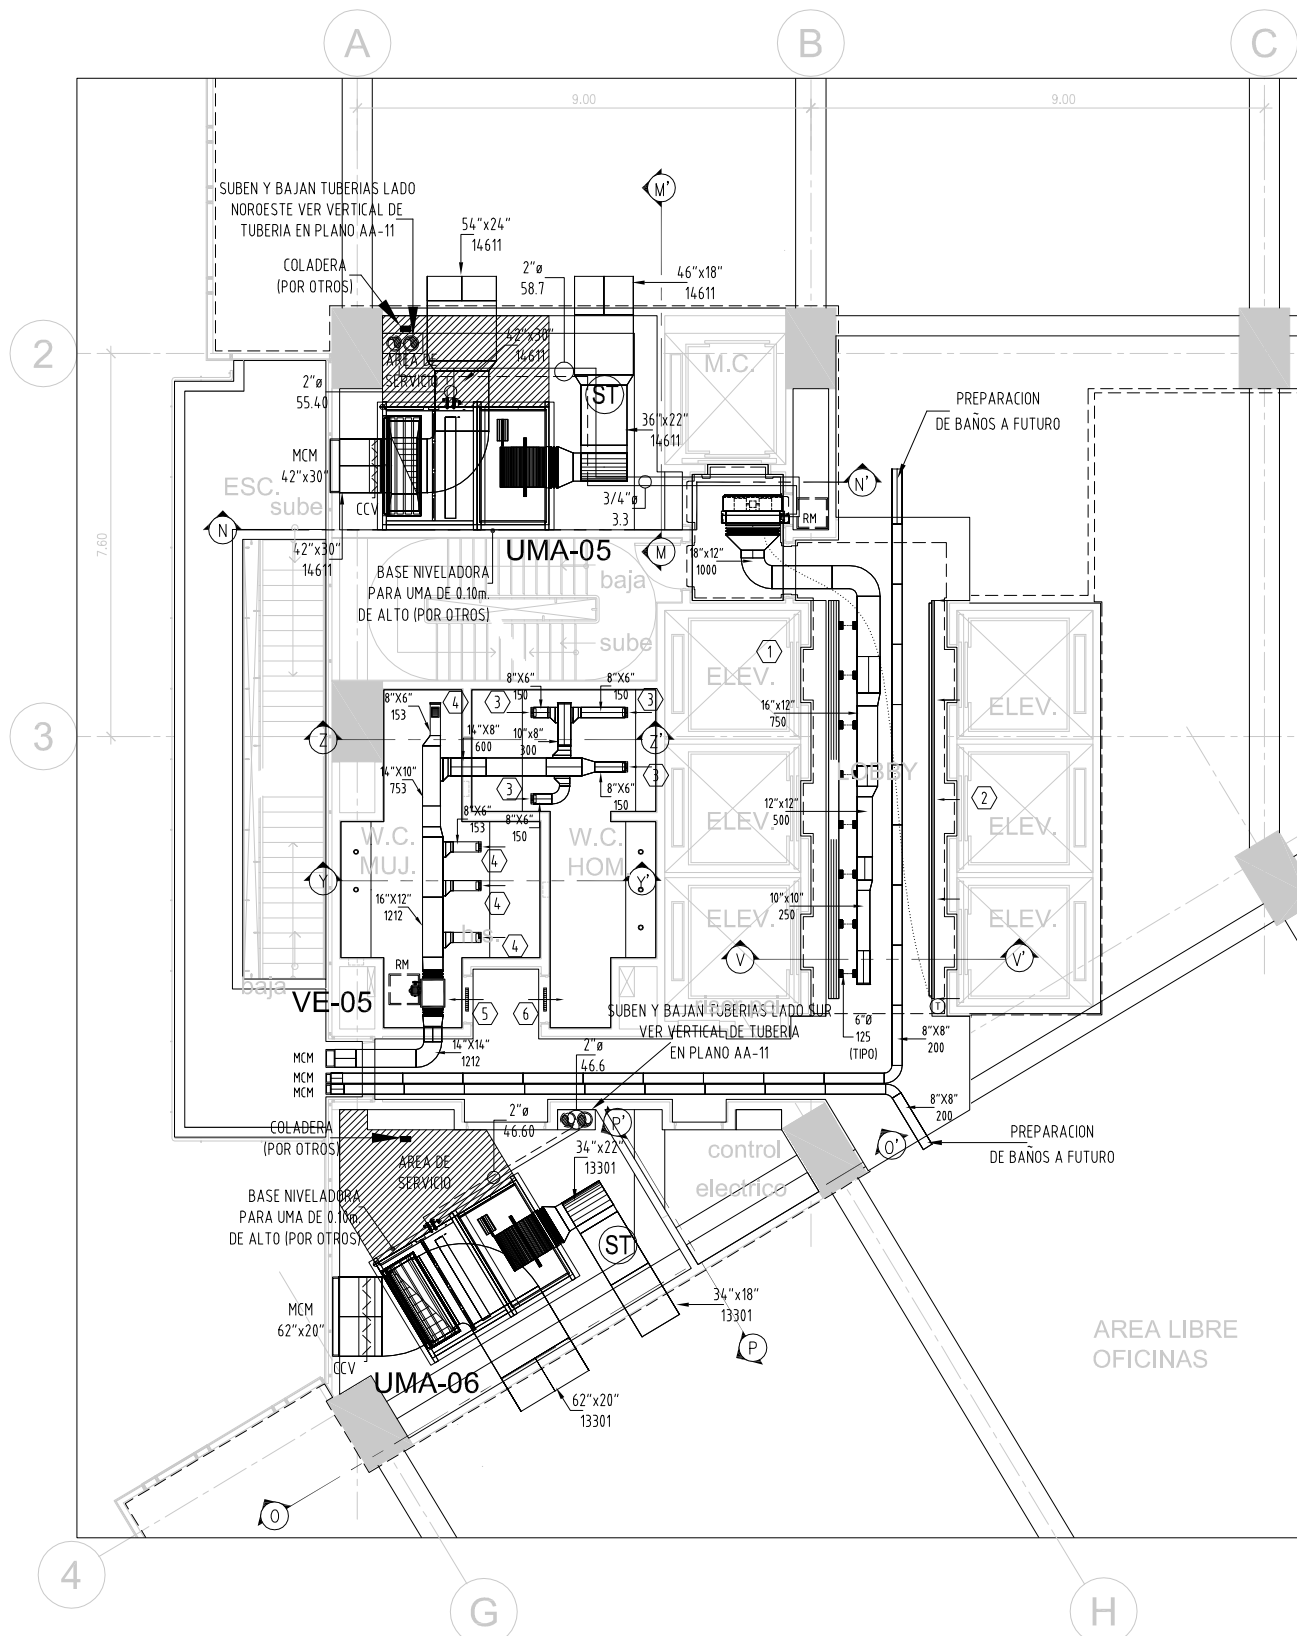 A
B
C
9.00
9.00
SUBEN Y BAJAN TUBERIAS LADO
NOROESTE VER VERTICAL DE
TUBERIA EN PLANO AA-11
M'
54"x24"
14611
COLADERA
(POR OTROS)
2"ø
58.7
46"x18"
14611
2
42"x30"
14611
AREA DE
SERVICIO
M.C.
2"ø
55.40
ST
36"x22"
14611
PREPARACION
DE BAÑOS A FUTURO
MCM
42"x30"
ESC.
sube
CCV
3/4"ø
3.3
N'
RM
N
7.60
42"x30"
14611
UMA-05
M
18"x12"
1000
BASE NIVELADORA
PARA UMA DE 0.10m.
DE ALTO (POR OTROS)
baja
sube
1
ELEV.
ELEV.
8"X6"
153
4
3
8"X6"
150
8"X6"
150
3
16"x12"
750
3
Z
14"X8"
600
10"x8"
300
Z'
14"X10"
753
3
3
8"X6"
150
LOBBY
2
8"X6"
153
8"X6"
150
12"x12"
500
W.C.
MUJ.
W.C.
HOM
ELEV.
ELEV.
4
Y
Y'
16"X12"
1212
4
10"x10"
250
ELEV.
ELEV.
4
V
V'
RM
baja
VE-05
5
6
T
SUBEN Y BAJAN TUBERIAS LADO SUR
VER VERTICAL DE TUBERIA
EN PLANO AA-11
6"Ø
125
(TIPO)
8"X8"
200
MCM
MCM
MCM
14"X14"
1212
2"ø
46.6
8"X8"
200
COLADERA
(POR OTROS)
2"ø
46.60
P'
PREPARACION
DE BAÑOS A FUTURO
O'
AREA DE
SERVICIO
34"x22"
13301
control
electrico
BASE NIVELADORA
PARA UMA DE 0.10m.
DE ALTO (POR OTROS)
ST
MCM
62"x20"
34"x18"
13301
P
CCV
UMA-06
62"x20"
13301
AREA LIBRE
OFICINAS
O
4
G
H